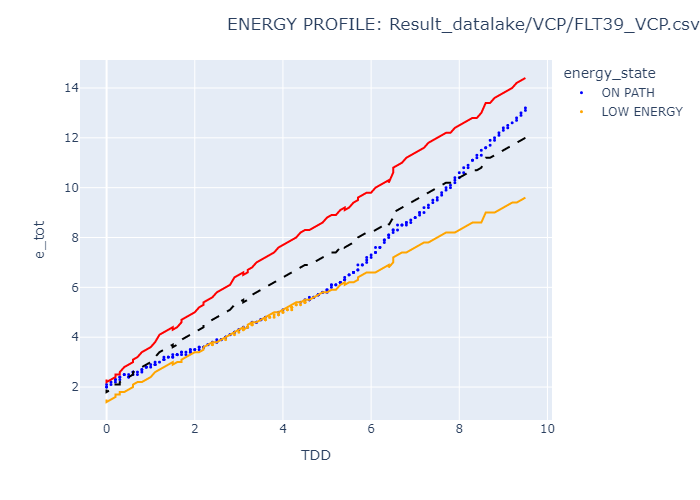 ENERGY PROFILE: Result_datalake/VCP/FLT39_VCP.csv
energy_state
ON PATH
LOW ENERGY
e_tot
14
12
10
8
6
4
2
0
2
4
6
8
10
TDD